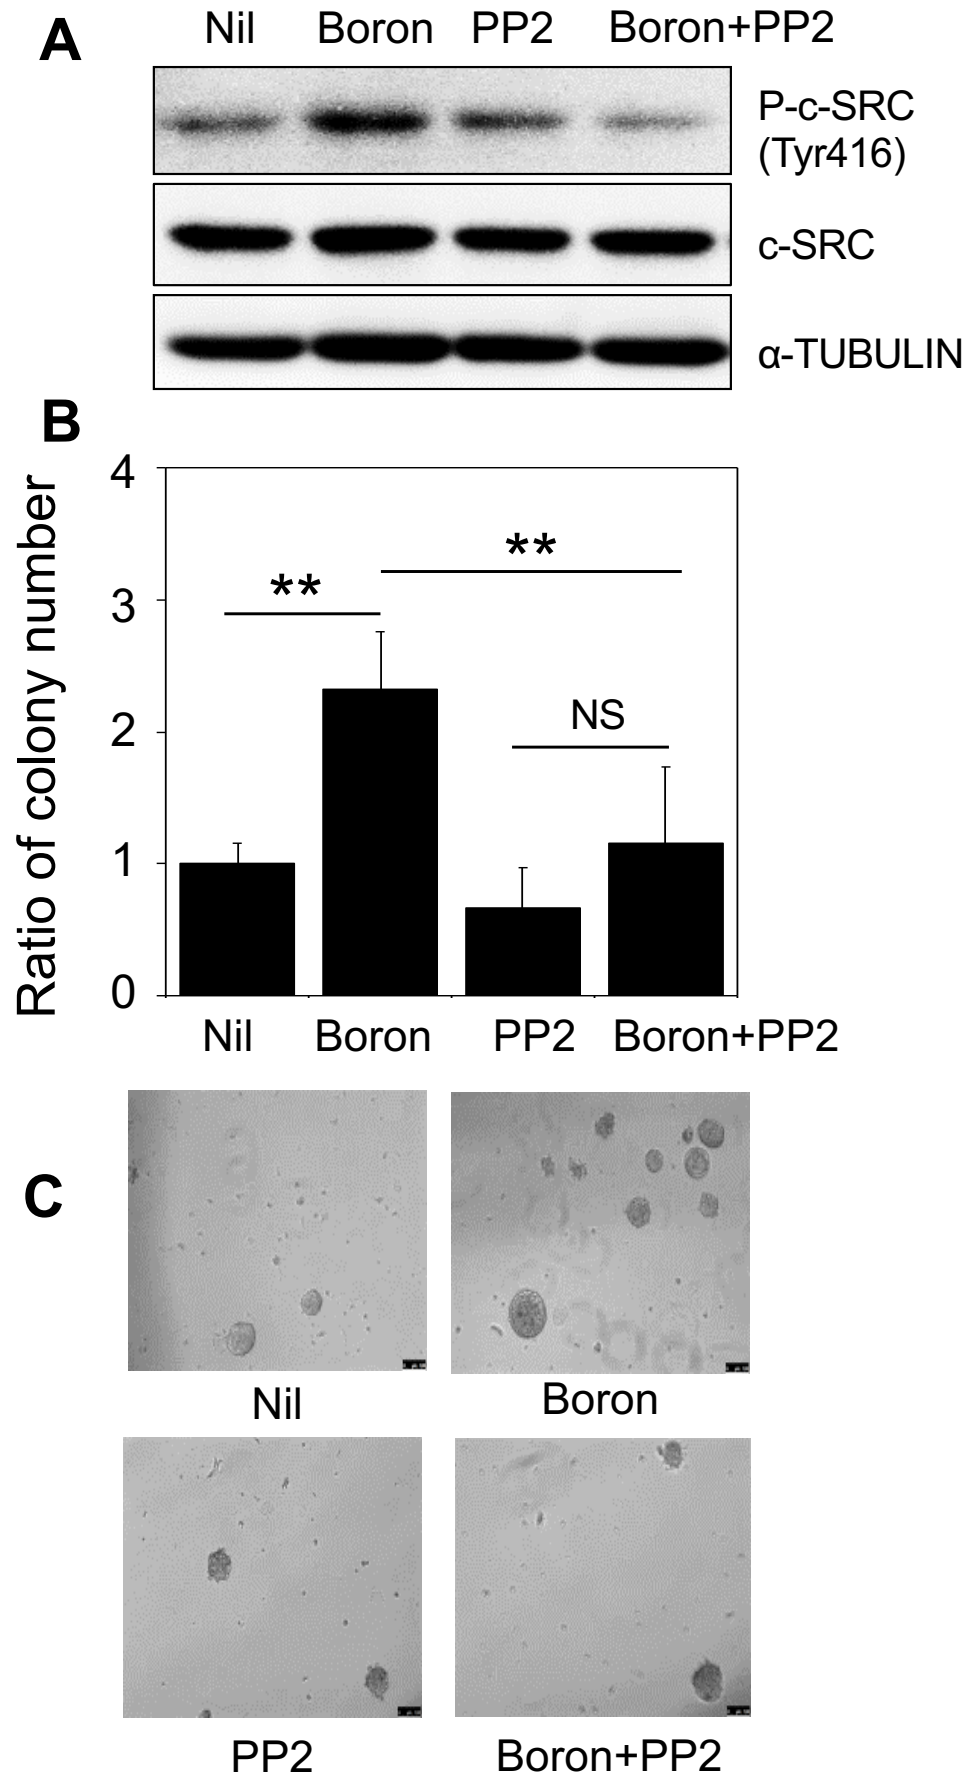 A
Nil Boron PP2 Boron+PP2
P-c-SRC
(Tyr416)
c-SRC
α-TUBULIN
B
Ratio of colony number
4
3
2
1
0
**
**
NS
Nil Boron PP2 Boron+PP2
C
Nil
Boron
PP2
Boron+PP2